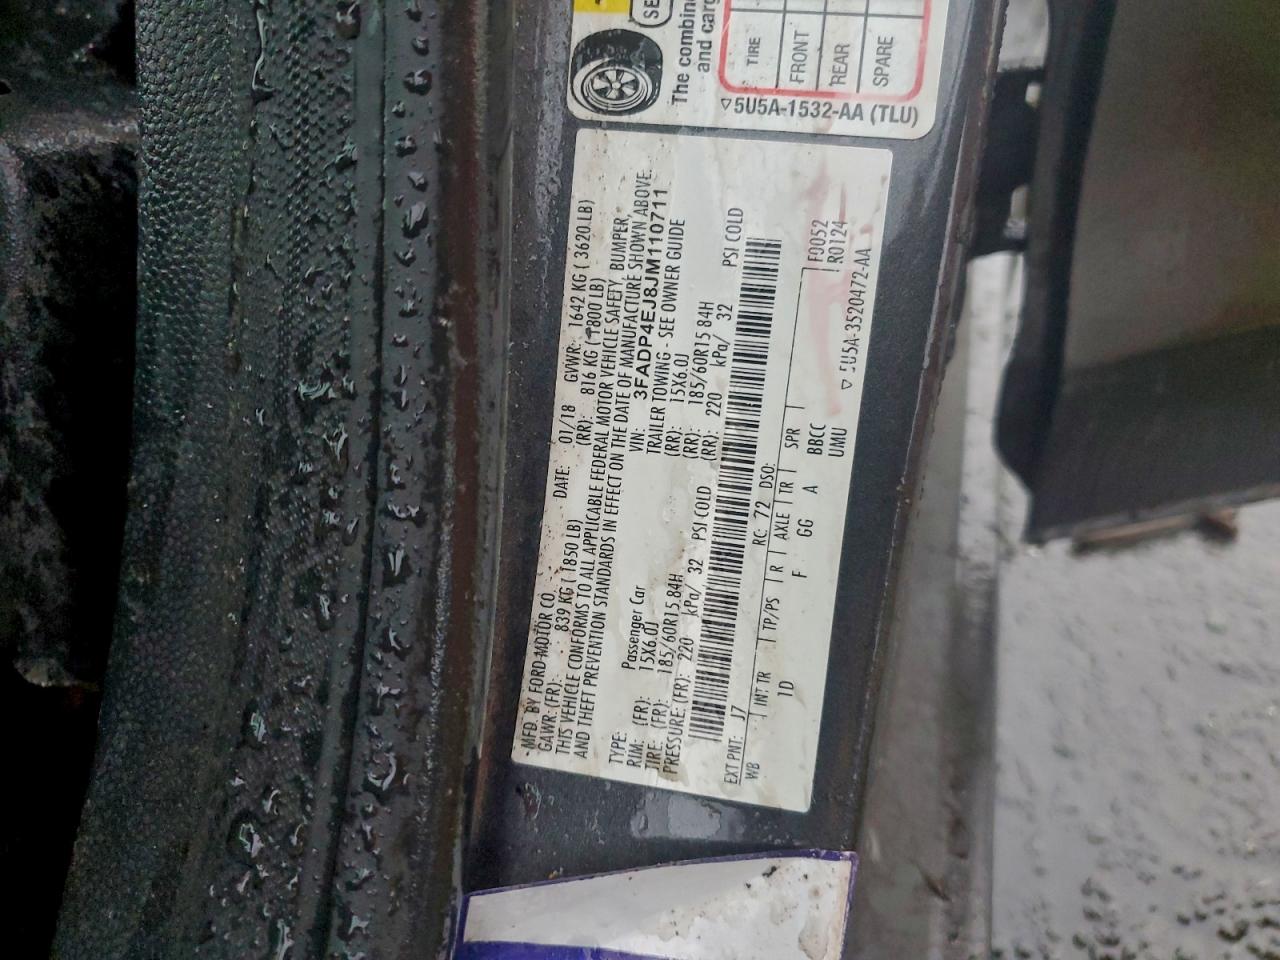 SE
The combin
and carg
TIRE
FRONT
REAR
SPARE
▽5U5A-1532-AA (TLU)
MFD. BY FORD MOTOR CO.
DATE: 01/18 GVWR: 1642 KG ( 3620LB)
GAWR: (FR): 839 KG ( 1850 LB) (RR): 816 KG ( 1800 LB)
THIS VEHICLE CONFORMS TO ALL APPLICABLE FEDERAL MOTOR VEHICLE SAFETY, BUMPER,
AND THEFT PREVENTION STANDARDS IN EFFECT ON THE DATE OF MANUFACTURE SHOWN ABOVE.
VIN: 3FADP4EJ8JM110711
TYPE: Passenger Car TRAILER TOWING - SEE OWNER GUIDE
RIM: (FR): 15X6.0J (RR): 15X6.0J
TIRE: (FR): 185/60R15 84H (RR): 185/60R15 84H
PRESSURE: (FR): 220 kPa/ 32 PSI COLD (RR): 220 kPa/ 32 PSI COLD
EXT PNT: J7 RC: 72 DSO: F0052
WB INT TR TP/PS R AXLE TR SPR R0124
1D F GG A BBCC
UMU
▽ 5U5A-3520472-AA